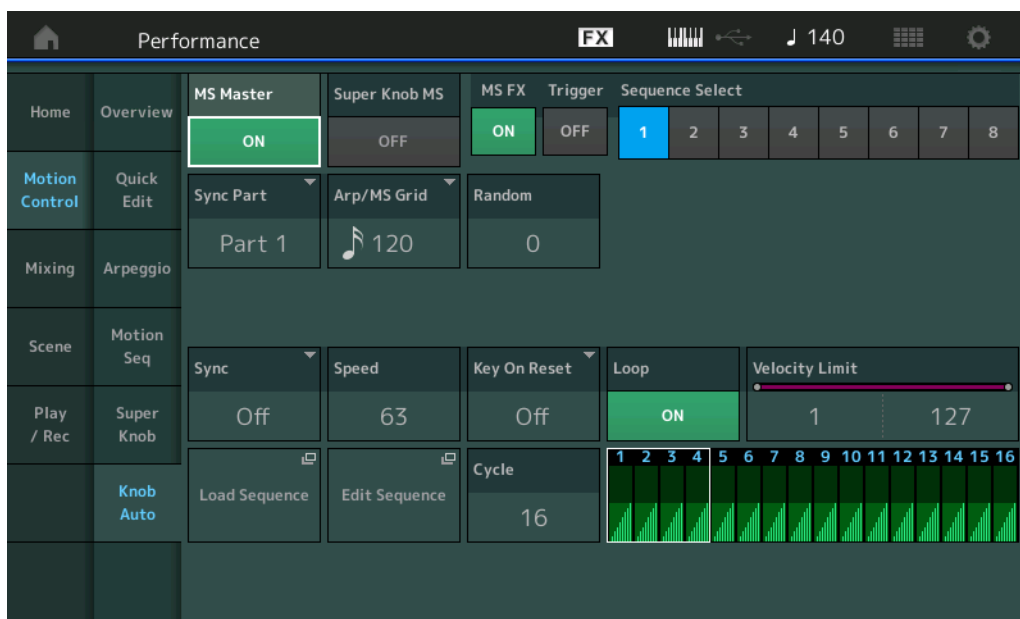 Performance
FX
140
Home
Motion
Control
Mixing
Scene
Play
/ Rec
Overview
Quick
Edit
Arpeggio
Motion
Seq
Super
Knob
Knob
Auto
MS Master
ON
Super Knob MS
OFF
MS FX
ON
Trigger
OFF
Sequence Select
1 2 3 4 5 6 7 8
Sync Part
Part 1
Arp/MS Grid
120
Random
0
Sync
Off
Speed
63
Key On Reset
Off
Loop
ON
Velocity Limit
1 127
Load Sequence
Edit Sequence
Cycle
16
1 2 3 4 5 6 7 8 9 10 11 12 13 14 15 16